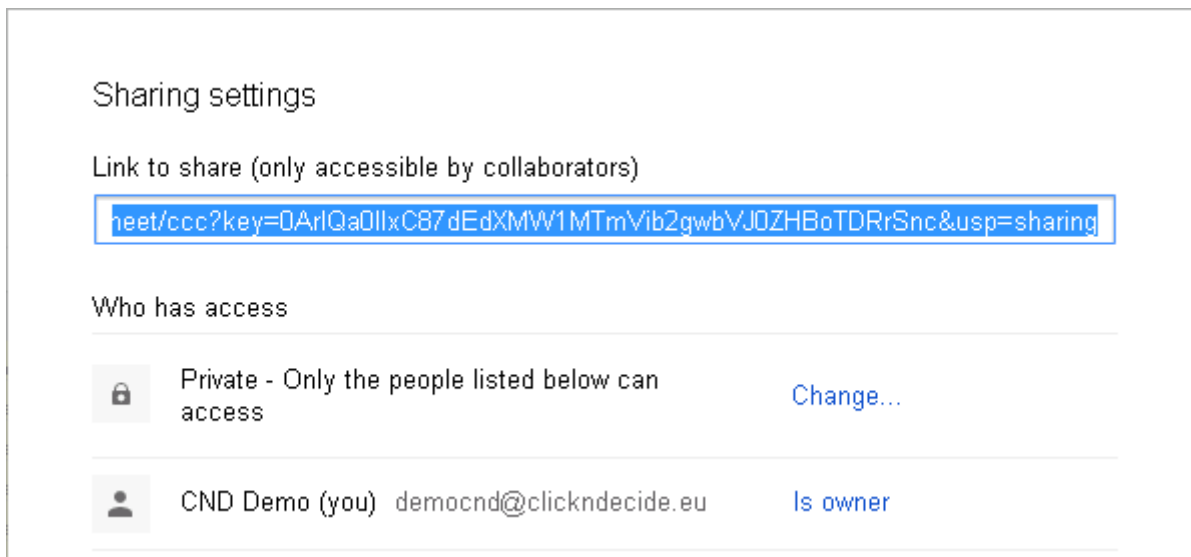 Sharing settings
Link to share (only accessible by collaborators)
heet/ccc?key=0ArlQa0IlxC87dEdXMW1MTmVib2gwbVJ0ZHBoTDRrSnc&usp=sharing
Who has access
Private - Only the people listed below can
access
Change...
CND Demo (you) democnd@clickndecide.eu Is owner